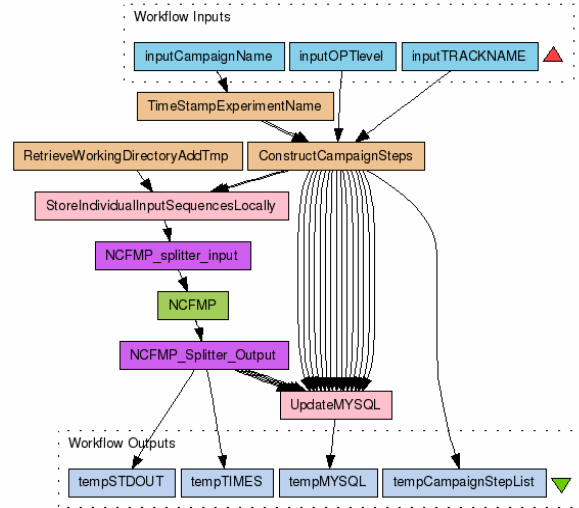 Workflow Inputs
inputCampaignName inputOPTlevel inputTRACKNAME
TimeStampExperimentName
RetrieveWorkingDirectoryAddTmp ConstructCampaignSteps
StoreIndividualInputSequencesLocally
NCFMP_splitter_input
NCFMP
NCFMP_Splitter_Output
UpdateMYSQL
Workflow Outputs
tempSTDOUT tempTIMES tempMYSQL tempCampaignStepList